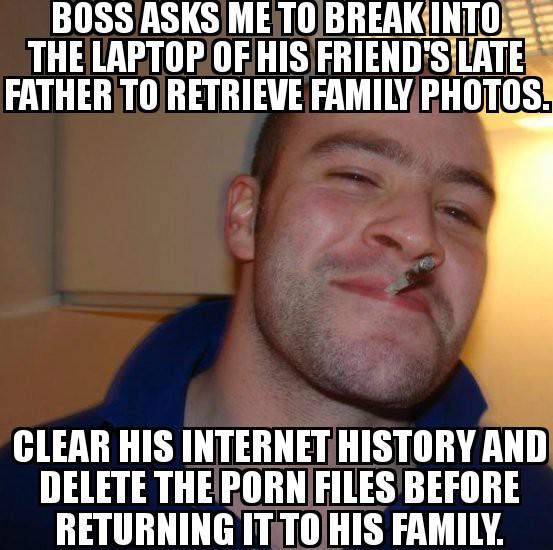 BOSS ASKS ME TO BREAK INTO
THE LAPTOP OF HIS FRIEND'S LATE
FATHER TO RETRIEVE FAMILY PHOTOS.
CLEAR HIS INTERNET HISTORY AND
DELETE THE PORN FILES BEFORE
RETURNING IT TO HIS FAMILY.